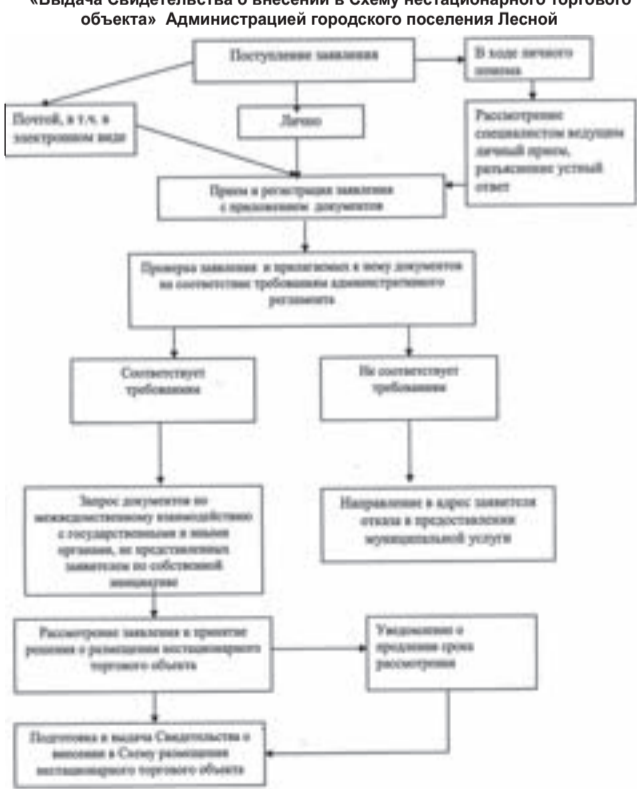 «Выдача Свидетельства о внесении в Схему нестационарного торгового
объекта» Администрацией городского поселения Лесной
Поступление заявления
В ходе личного
приема
Почтой, в т.ч. в
электронном виде
Лично
Рассмотрение
специалистом ведущим
личный прием,
разъяснение устный
ответ
Прием и регистрация заявления
с приложением документов
Проверка заявления и прилагаемых к нему документов
на соответствие требованиям административного
регламента
Соответствует
требованиям
Не соответствует
требованиям
Запрос документов по
межведомственному взаимодействию
с государственными и иными
органами, не представленных
заявителем по собственной
инициативе
Направление в адрес заявителя
отказа в предоставлении
муниципальной услуги
Рассмотрение заявления и принятие
решения о размещении нестационарного
торгового объекта
Уведомление о
продлении срока
рассмотрения
Подготовка и выдача Свидетельства о
внесении в Схему размещения
нестационарного торгового объекта